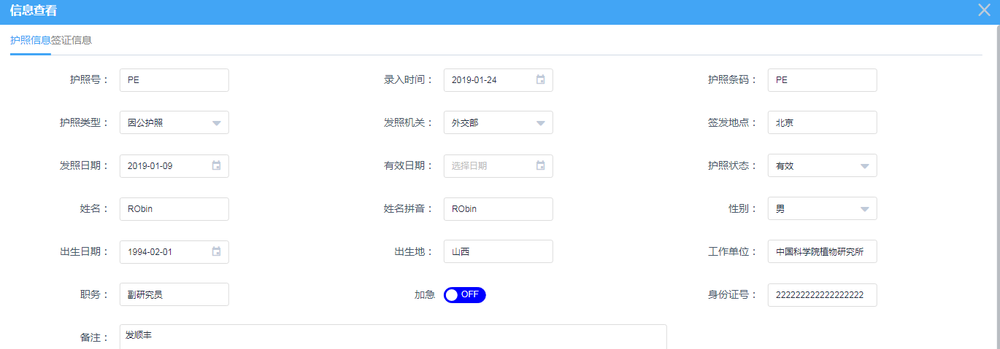 信息查看
护照信息 签证信息
护照号： PE 录入时间： 2019-01-24 护照条码： PE
护照类型： 因公护照 发照机关： 外交部 签发地点： 北京
发照日期： 2019-01-09 有效日期： 选择日期 护照状态： 有效
姓名： RObin 姓名拼音： RObin 性别： 男
出生日期： 1994-02-01 出生地： 山西 工作单位： 中国科学院植物研究所
职务： 副研究员 加急 OFF 身份证号： 222222222222222222
备注： 发顺丰